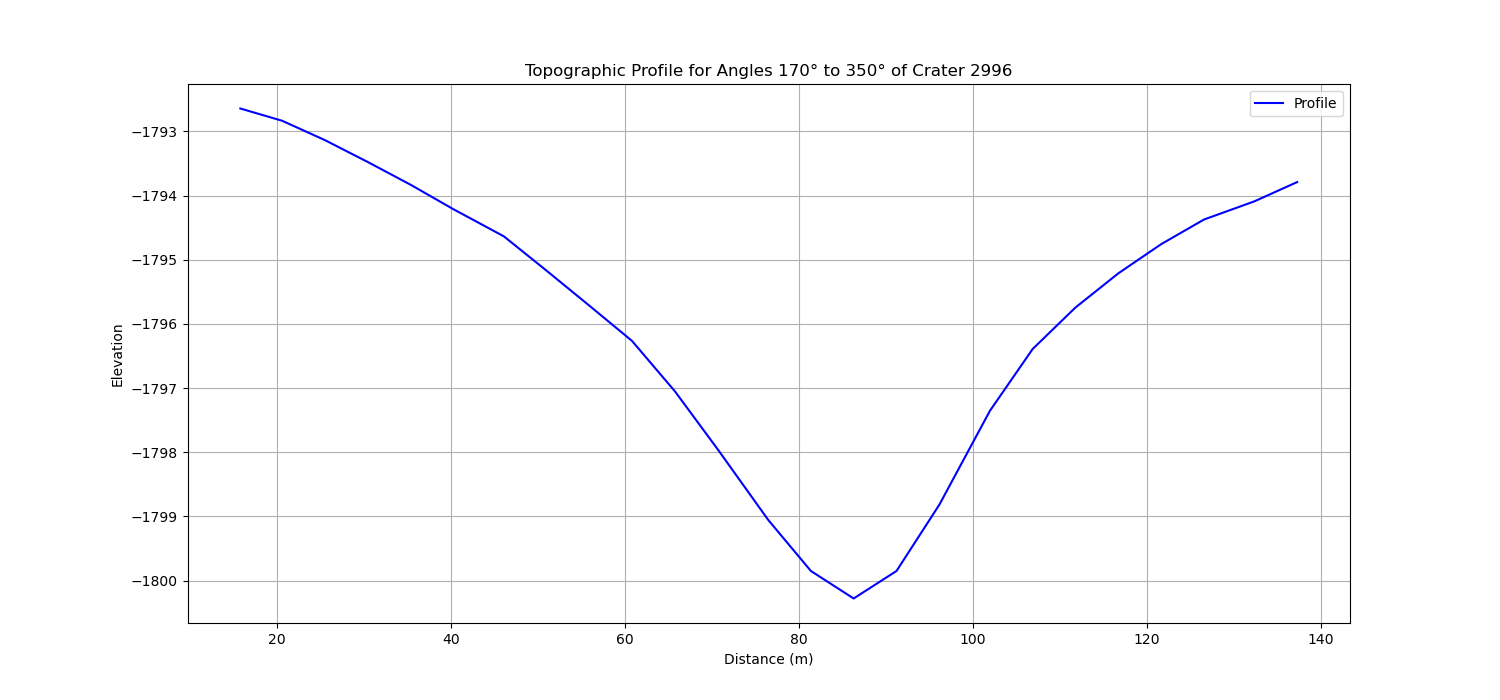 Topographic Profile for Angles 170° to 350° of Crater 2996
Profile
−1793
−1794
−1795
−1796
−1797
−1798
−1799
−1800
Elevation
20 40 60 80 100 120 140
Distance (m)